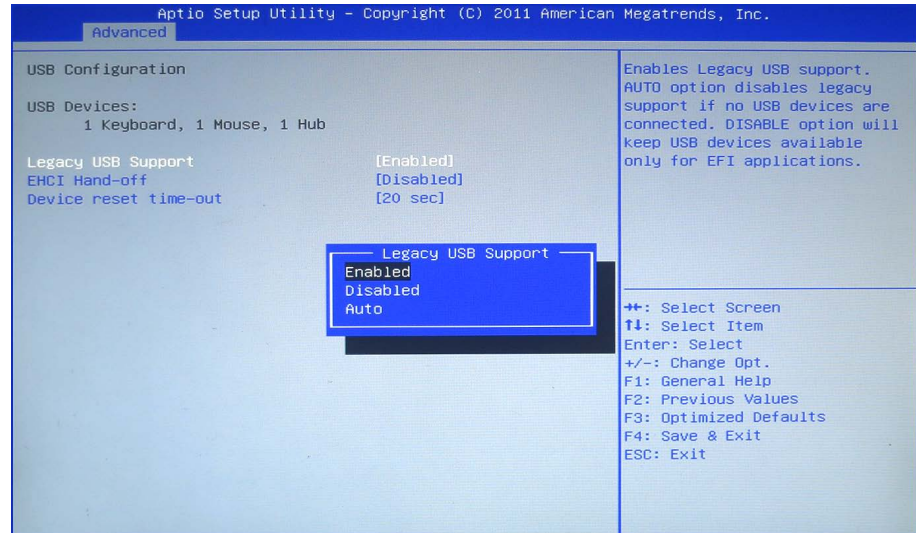 Aptio Setup Utility – Copyright (C) 2011 American Megatrends, Inc.
Advanced
USB Configuration
USB Devices:
1 Keyboard, 1 Mouse, 1 Hub
Legacy USB Support [Enabled]
EHCI Hand-off [Disabled]
Device reset time-out [20 sec]
Legacy USB Support
Enabled
Disabled
Auto
Enables Legacy USB support.
AUTO option disables legacy
support if no USB devices are
connected. DISABLE option will
keep USB devices available
only for EFI applications.
→←: Select Screen
↑↓: Select Item
Enter: Select
+/-: Change Opt.
F1: General Help
F2: Previous Values
F3: Optimized Defaults
F4: Save & Exit
ESC: Exit